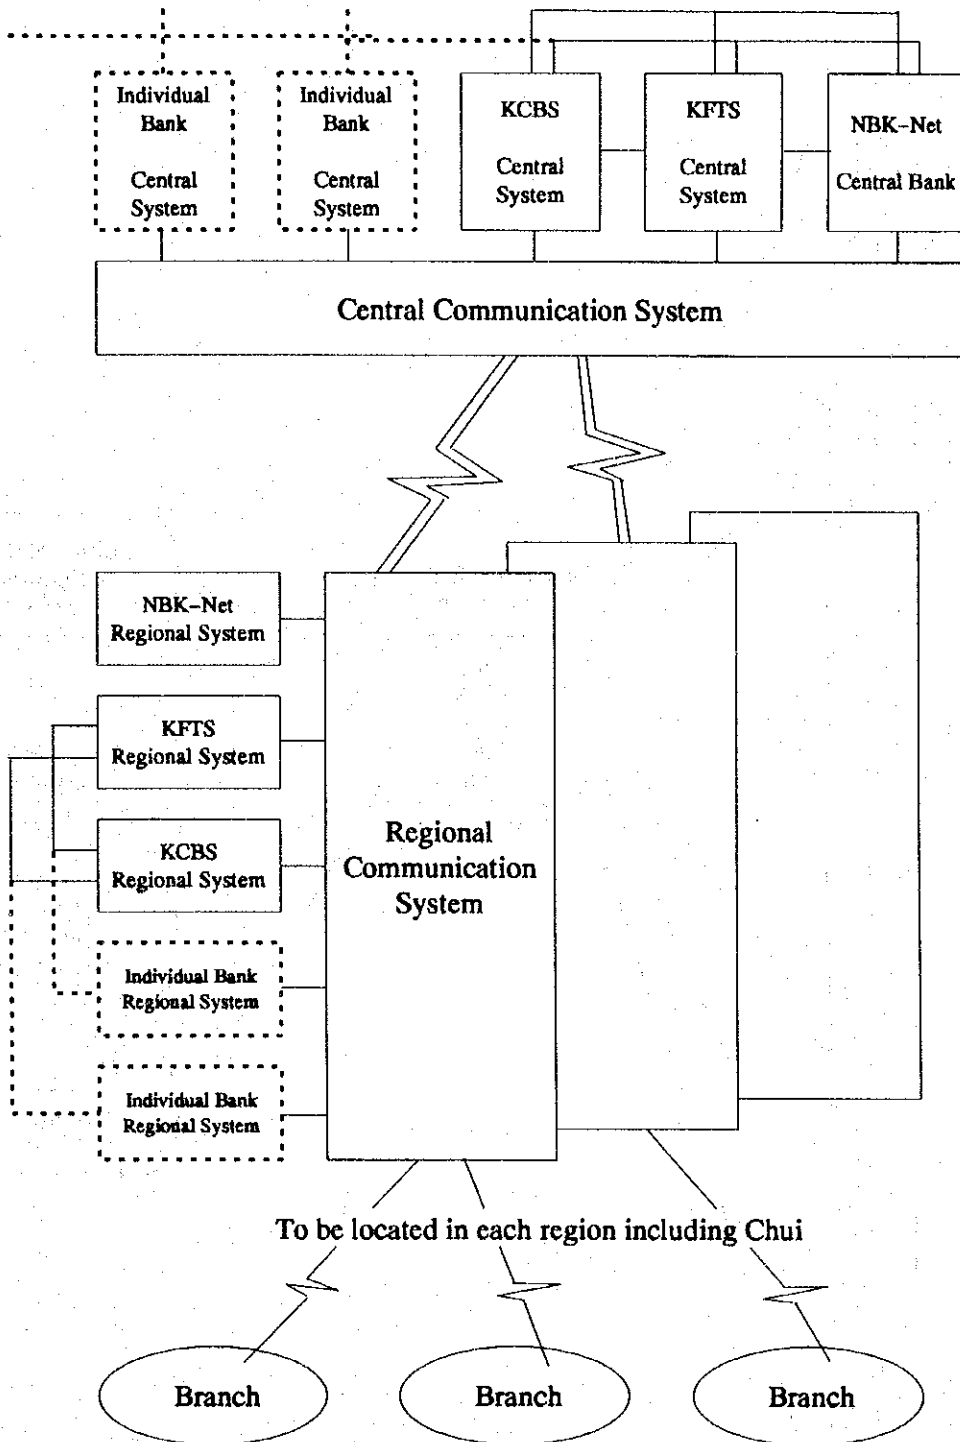 Individual
Bank
Central
System
Individual
Bank
Central
System
KCBS
Central
System
KFTS
Central
System
NBK-Net
Central Bank
Central Communication System
NBK-Net
Regional System
KFTS
Regional System
KCBS
Regional System
Individual Bank
Regional System
Individual Bank
Regional System
Regional
Communication
System
To be located in each region including Chui
Branch
Branch
Branch